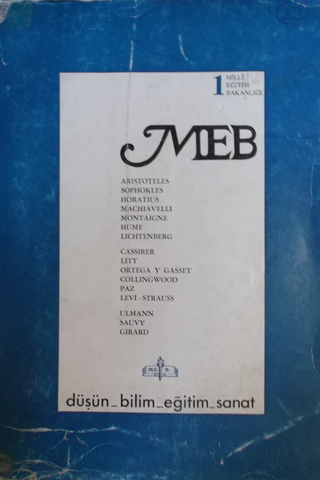 1 MİLLİ
EĞİTİM
BAKANLIĞI
MEB
ARISTOTELES
SOPHOKLES
HORATIUS
MACHIAVELLI
MONTAIGNE
HUME
LICHTENBERG
CASSIRER
LITT
ORTEGA Y GASSET
COLLINGWOOD
PAZ
LEVİ - STRAUSS
ULMANN
SAUVY
GIRARD
M.E. B.
düşün_bilim_eğitim_sanat